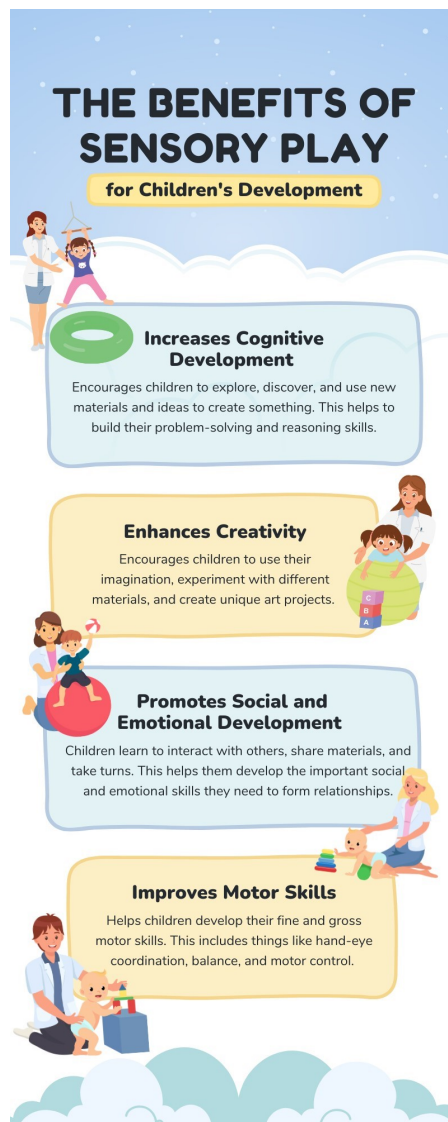 THE BENEFITS OF
SENSORY PLAY
for Children's Development
Increases Cognitive
Development
Encourages children to explore, discover, and use new
materials and ideas to create something. This helps to
build their problem-solving and reasoning skills.
Enhances Creativity
Encourages children to use their
imagination, experiment with different
materials, and create unique art projects.
C
B
A
Promotes Social and
Emotional Development
Children learn to interact with others, share materials, and
take turns. This helps them develop the important social
and emotional skills they need to form relationships.
Improves Motor Skills
Helps children develop their fine and gross
motor skills. This includes things like hand-eye
coordination, balance, and motor control.